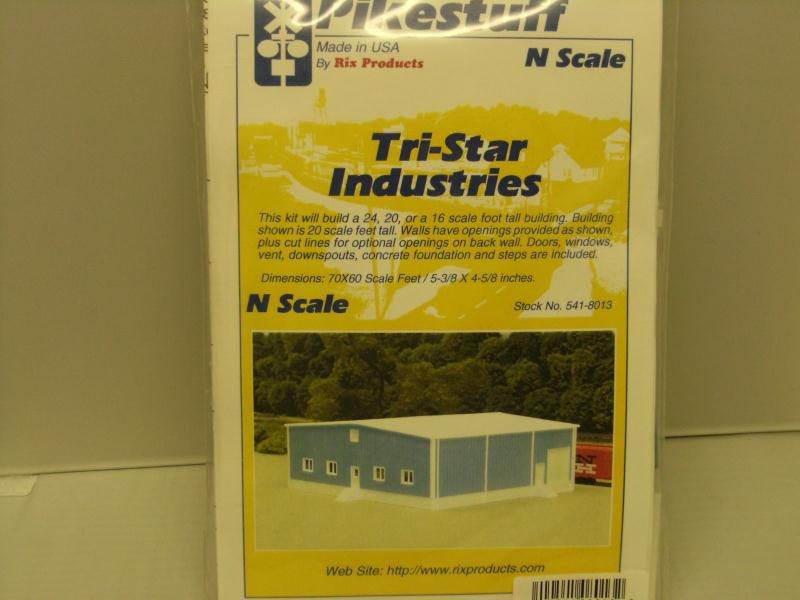 Pikestuff
Made in USA
By Rix Products
N Scale
Tri-Star
Industries
This kit will build a 24, 20, or a 16 scale foot tall building. Building
shown is 20 scale feet tall. Walls have openings provided as shown,
plus cut lines for optional openings on back wall. Doors, windows,
vent, downspouts, concrete foundation and steps are included.
Dimensions: 70X60 Scale Feet / 5-3/8 X 4-5/8 inches.
N Scale
Stock No. 541-8013
Web Site: http://www.rixproducts.com